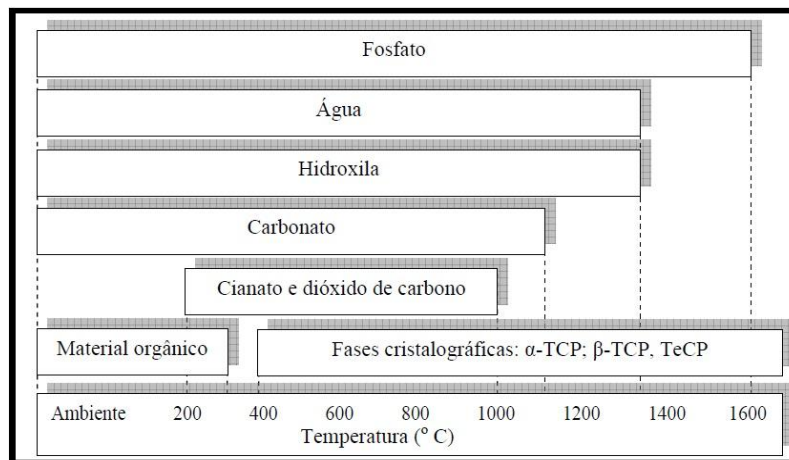 Fosfato
Água
Hidroxila
Carbonato
Cianato e dióxido de carbono
Material orgânico
Fases cristalográficas: α-TCP; β-TCP, TeCP
Ambiente 200 400 600 800 1000 1200 1400 1600
Temperatura (º C)